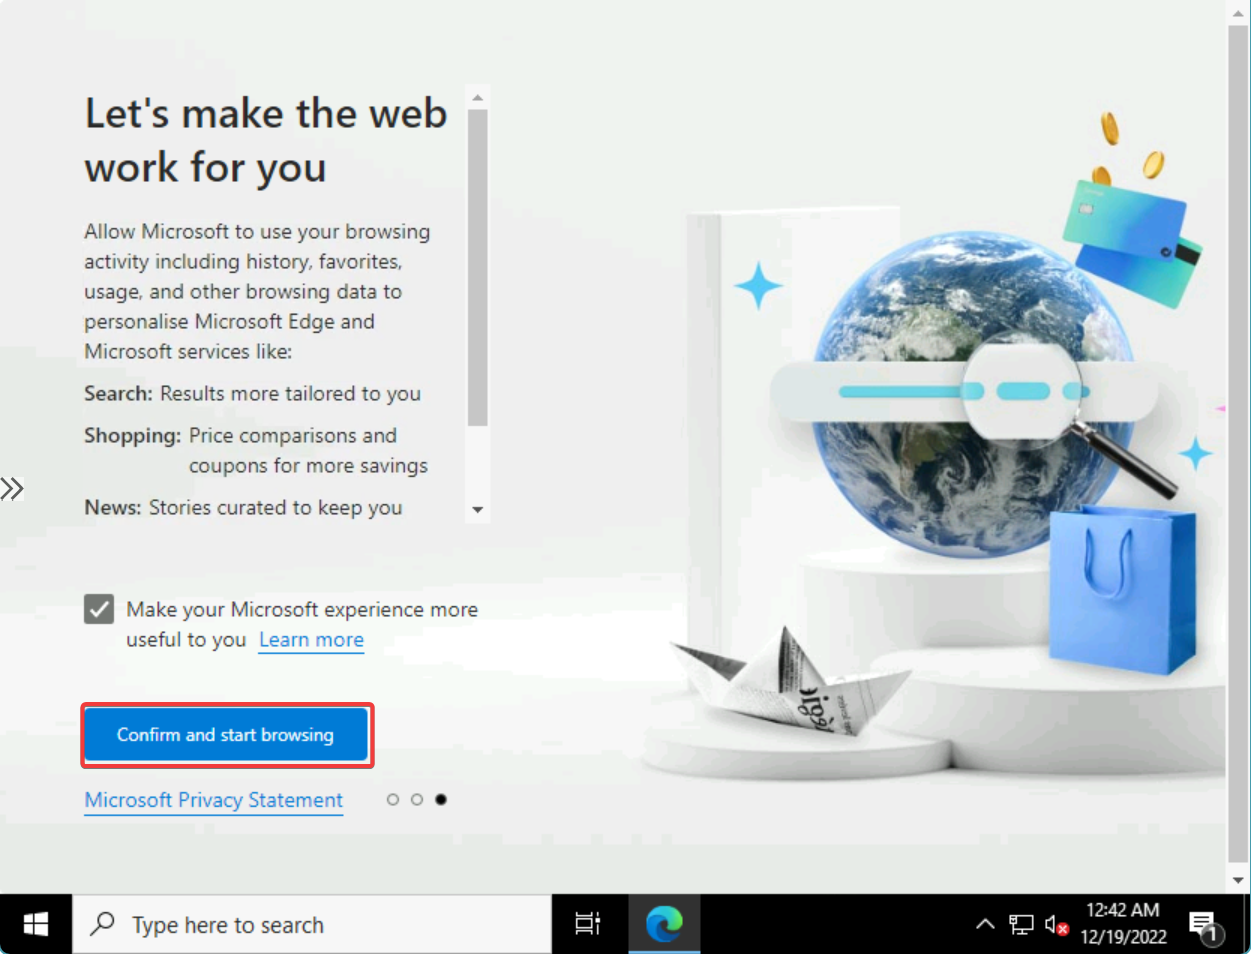 Let's make the web
work for you
Allow Microsoft to use your browsing
activity including history, favorites,
usage, and other browsing data to
personalise Microsoft Edge and
Microsoft services like:
Search: Results more tailored to you
Shopping: Price comparisons and
coupons for more savings
News: Stories curated to keep you
Make your Microsoft experience more
useful to you Learn more
Confirm and start browsing
Microsoft Privacy Statement
Type here to search
12:42 AM
12/19/2022
1